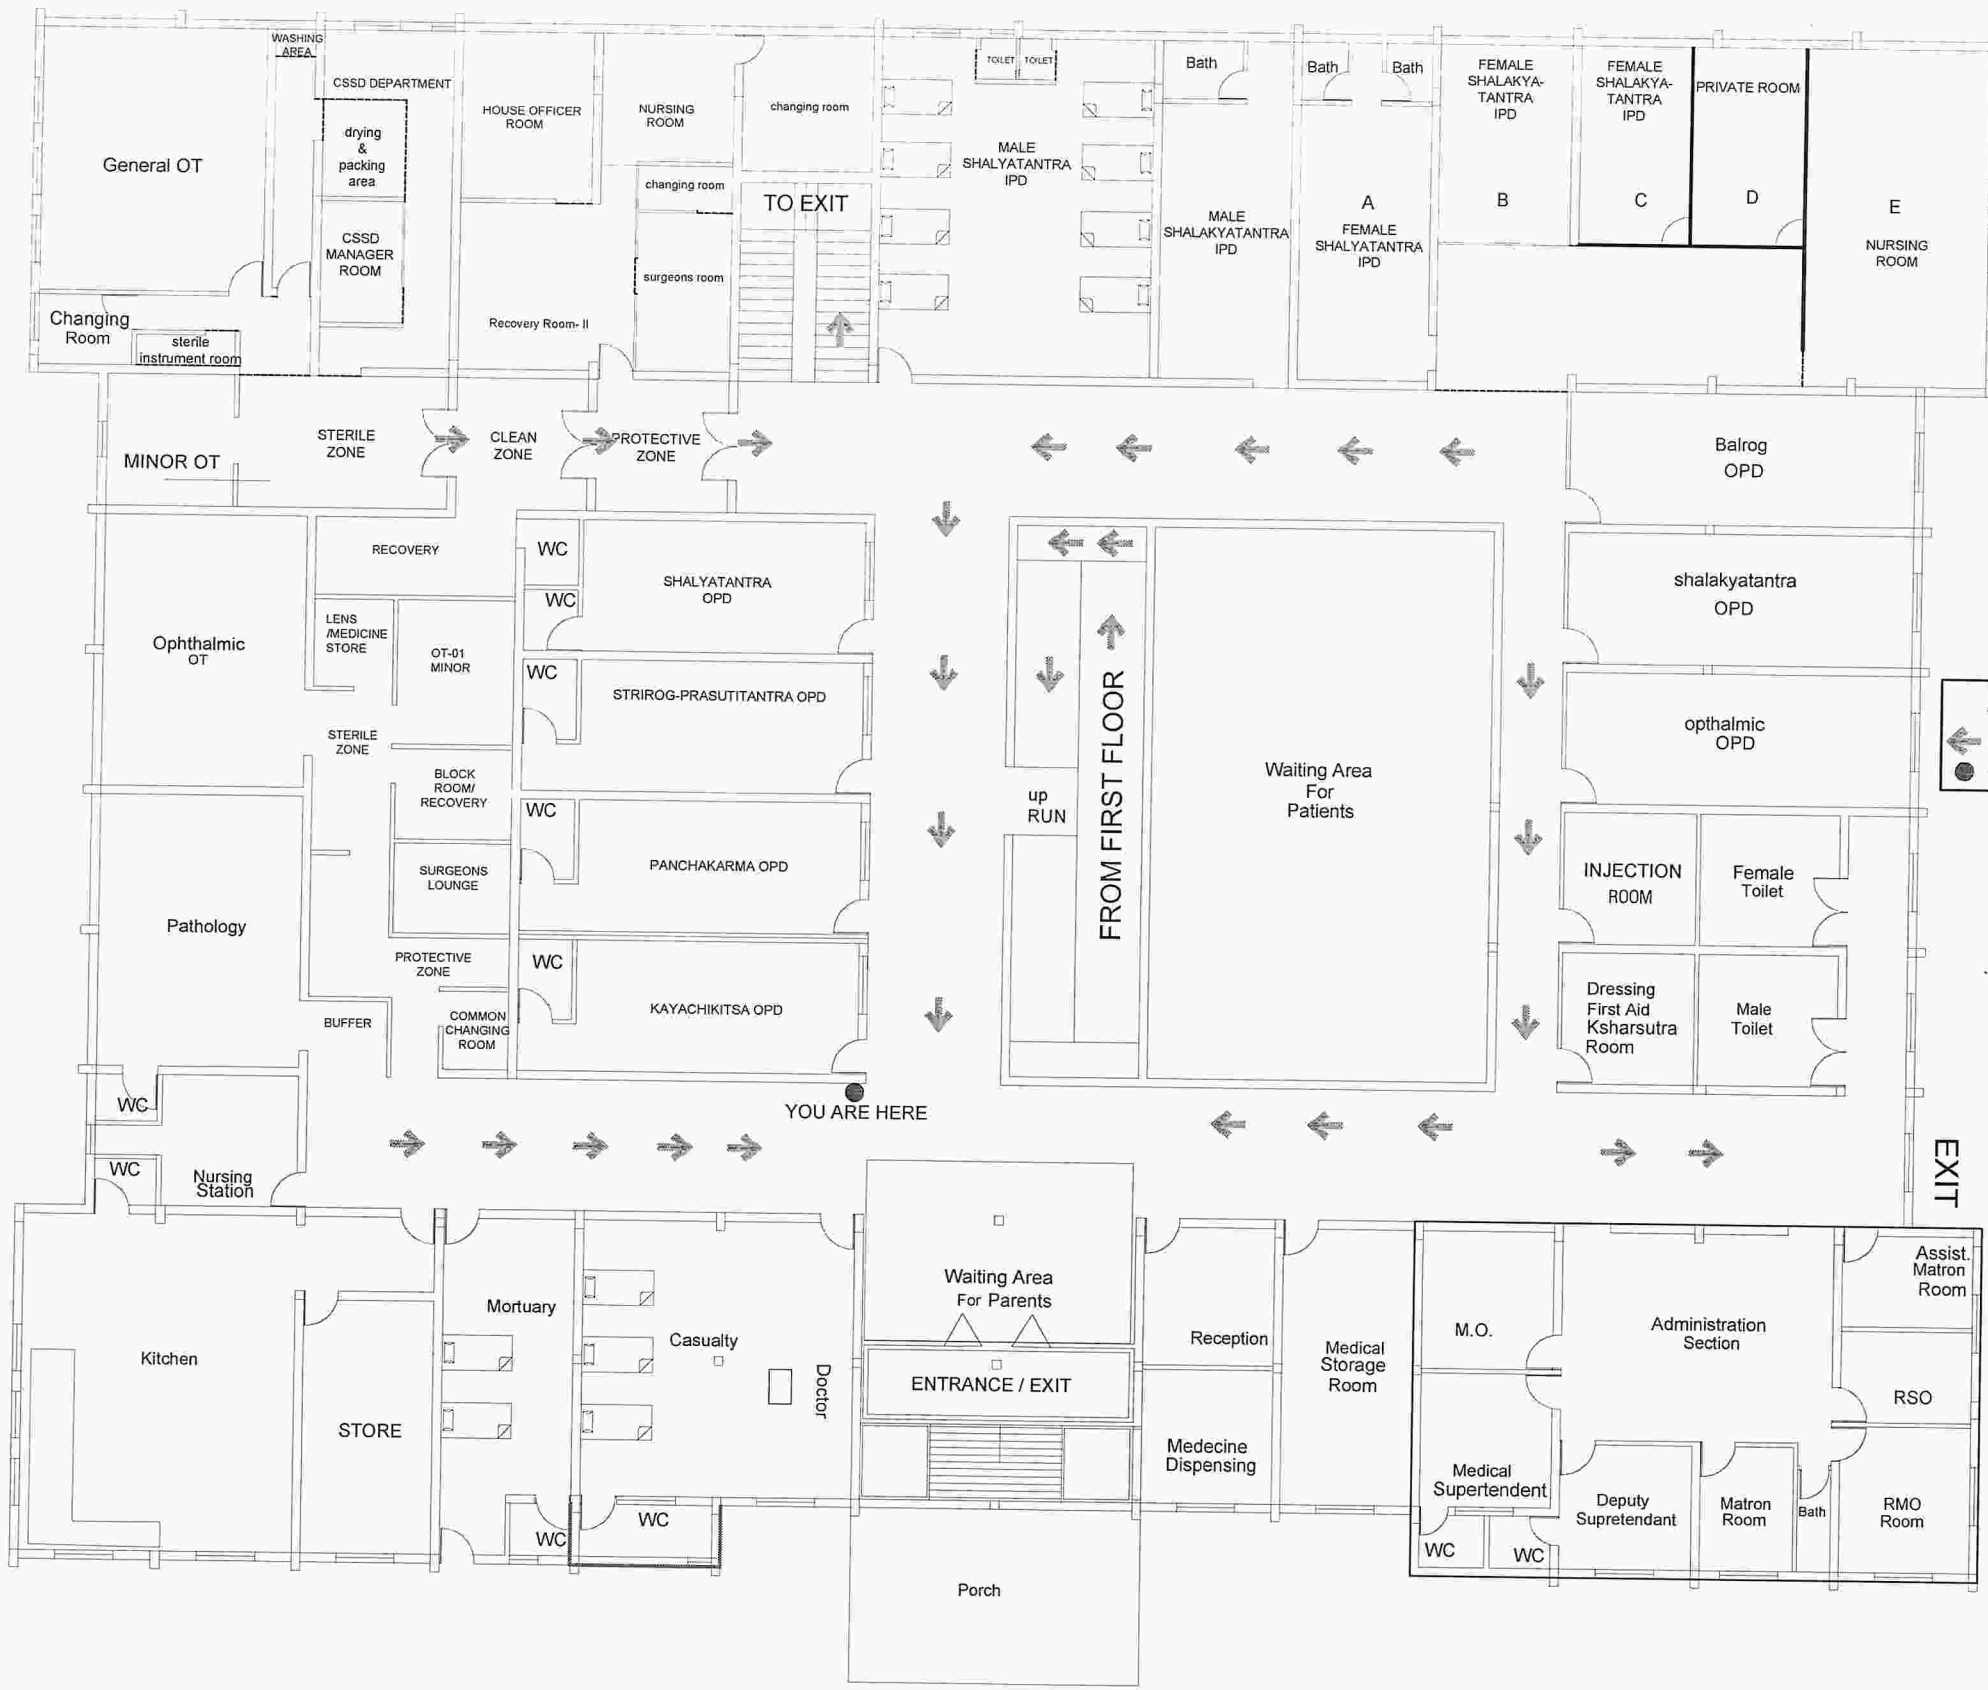 WASHING
AREA
CSSD DEPARTMENT
General OT
drying
&
packing
area
CSSD
MANAGER
ROOM
Changing
Room
sterile
instrument room
HOUSE OFFICER
ROOM
NURSING
ROOM
changing room
changing room
surgeons room
Recovery Room- II
TO EXIT
TOILET
TOILET
MALE
SHALYATANTRA
IPD
Bath
MALE
SHALAKYATANTRA
IPD
Bath
Bath
A
FEMALE
SHALYATANTRA
IPD
FEMALE
SHALAKYA-
TANTRA
IPD
B
FEMALE
SHALAKYA-
TANTRA
IPD
C
PRIVATE ROOM
D
E
NURSING
ROOM
MINOR OT
STERILE
ZONE
CLEAN
ZONE
PROTECTIVE
ZONE
Balrog
OPD
RECOVERY
WC
WC
SHALYATANTRA
OPD
shalakyatantra
OPD
Ophthalmic
OT
LENS
/MEDICINE
STORE
OT-01
MINOR
WC
STRIROG-PRASUTITANTRA OPD
STERILE
ZONE
BLOCK
ROOM/
RECOVERY
opthalmic
OPD
up
RUN
FROM FIRST FLOOR
Waiting Area
For
Patients
WC
PANCHAKARMA OPD
SURGEONS
LOUNGE
INJECTION
ROOM
Female
Toilet
Pathology
PROTECTIVE
ZONE
WC
KAYACHIKITSA OPD
BUFFER
COMMON
CHANGING
ROOM
Dressing
First Aid
Ksharsutra
Room
Male
Toilet
WC
YOU ARE HERE
WC
Nursing
Station
EXIT
Kitchen
STORE
Mortuary
Casualty
Doctor
Waiting Area
For Parents
ENTRANCE / EXIT
Reception
Medecine
Dispensing
Medical
Storage
Room
M.O.
Administration
Section
Assist.
Matron
Room
RSO
Medical
Supertendent
Deputy
Supretendant
Matron
Room
Bath
RMO
Room
WC
WC
WC
WC
Porch